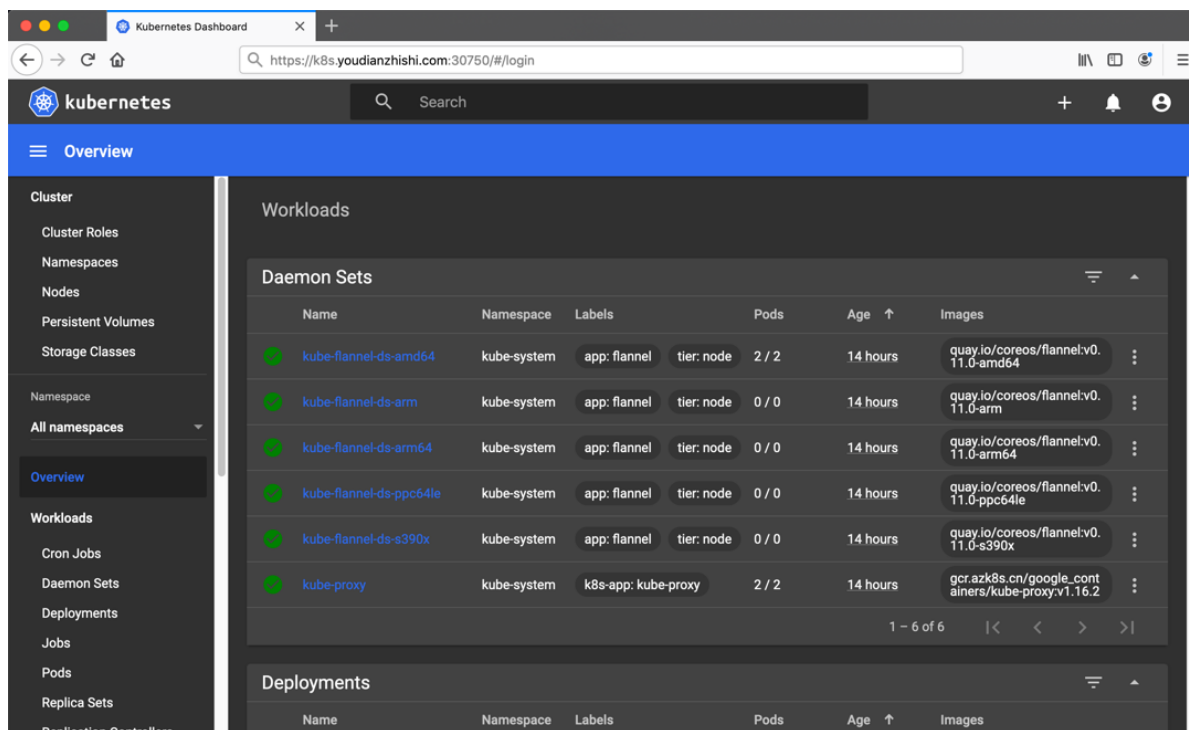 Kubernetes Dashboard
https://k8s.youdianzhishi.com:30750/#/login
kubernetes
Search
Overview
Cluster
Cluster Roles
Namespaces
Nodes
Persistent Volumes
Storage Classes
Namespace
All namespaces
Overview
Workloads
Cron Jobs
Daemon Sets
Deployments
Jobs
Pods
Replica Sets
Replication Controllers
Workloads
Daemon Sets
Name Namespace Labels Pods Age Images
kube-flannel-ds-amd64 kube-system app: flannel tier: node 2 / 2 14 hours quay.io/coreos/flannel:v0.
11.0-amd64
kube-flannel-ds-arm kube-system app: flannel tier: node 0 / 0 14 hours quay.io/coreos/flannel:v0.
11.0-arm
kube-flannel-ds-arm64 kube-system app: flannel tier: node 0 / 0 14 hours quay.io/coreos/flannel:v0.
11.0-arm64
kube-flannel-ds-ppc64le kube-system app: flannel tier: node 0 / 0 14 hours quay.io/coreos/flannel:v0.
11.0-ppc64le
kube-flannel-ds-s390x kube-system app: flannel tier: node 0 / 0 14 hours quay.io/coreos/flannel:v0.
11.0-s390x
kube-proxy kube-system k8s-app: kube-proxy 2 / 2 14 hours gcr.azk8s.cn/google_cont
ainers/kube-proxy:v1.16.2
1 – 6 of 6
Deployments
Name Namespace Labels Pods Age Images